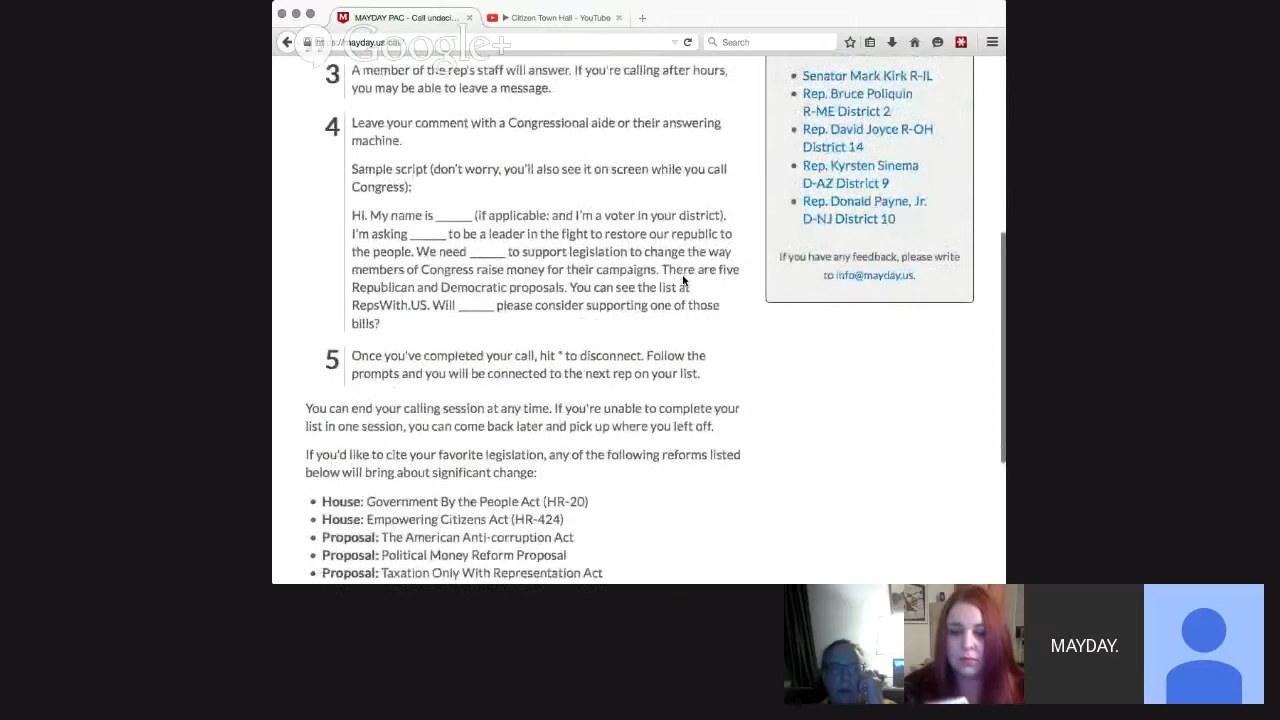 MAYDAY PAC - Call undeci...
Citizen Town Hall - YouTube
https://mayday.us/call
Search
Google+
3
A member of the rep's staff will answer. If you're calling after hours,
you may be able to leave a message.
4
Leave your comment with a Congressional aide or their answering
machine.
Sample script (don't worry, you'll also see it on screen while you call
Congress):
Hi. My name is ______ (if applicable: and I'm a voter in your district).
I'm asking ______ to be a leader in the fight to restore our republic to
the people. We need ______ to support legislation to change the way
members of Congress raise money for their campaigns. There are five
Republican and Democratic proposals. You can see the list at
RepsWith.US. Will ______ please consider supporting one of those
bills?
5
Once you've completed your call, hit * to disconnect. Follow the
prompts and you will be connected to the next rep on your list.
You can end your calling session at any time. If you're unable to complete your
list in one session, you can come back later and pick up where you left off.
If you'd like to cite your favorite legislation, any of the following reforms listed
below will bring about significant change:
• House: Government By the People Act (HR-20)
• House: Empowering Citizens Act (HR-424)
• Proposal: The American Anti-corruption Act
• Proposal: Political Money Reform Proposal
• Proposal: Taxation Only With Representation Act
• Senator Mark Kirk R-IL
• Rep. Bruce Poliquin
R-ME District 2
• Rep. David Joyce R-OH
District 14
• Rep. Kyrsten Sinema
D-AZ District 9
• Rep. Donald Payne, Jr.
D-NJ District 10
If you have any feedback, please write
to info@mayday.us.
MAYDAY.